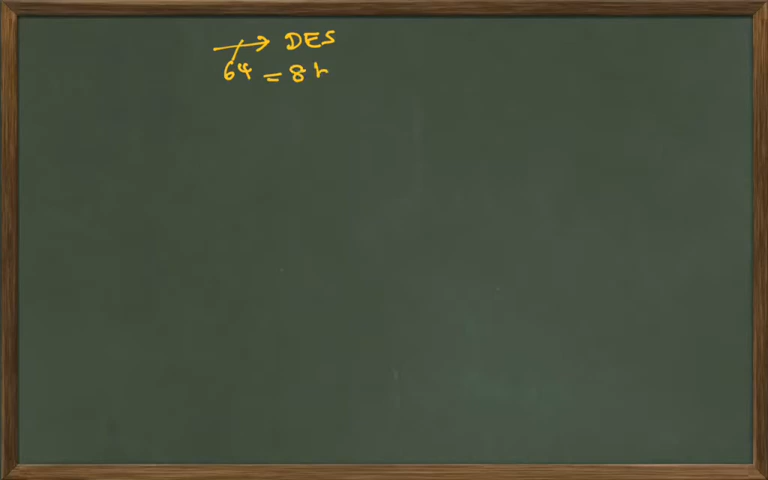 → DES
64 = 8